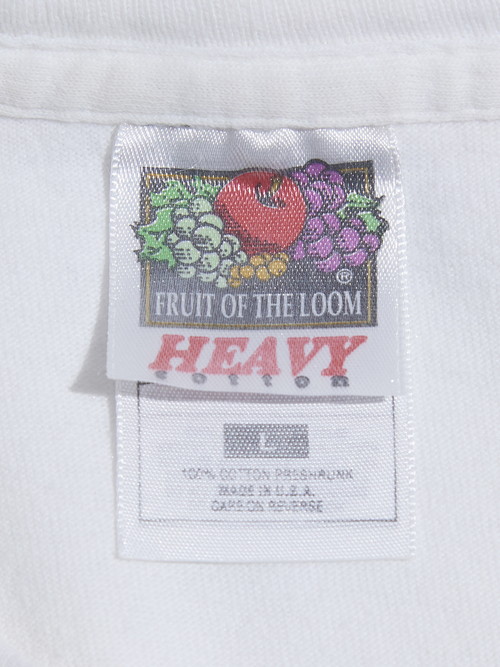 ®
FRUIT OF THE LOOM
HEAVY
cotton
L
100% COTTON PRESHRUNK
MADE IN U.S.A.
CARE ON REVERSE